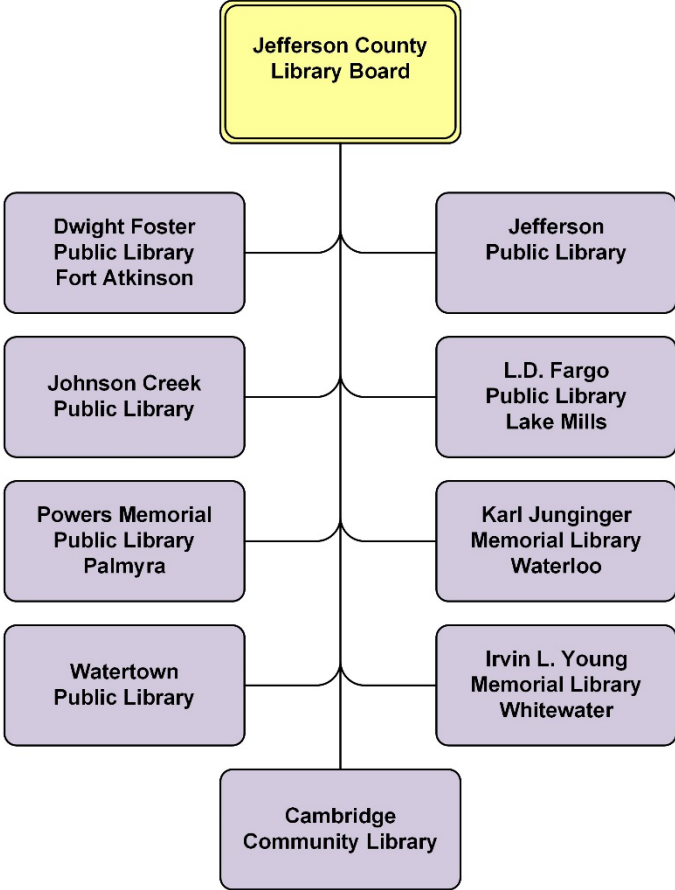 Jefferson County
Library Board
Dwight Foster
Public Library
Fort Atkinson
Jefferson
Public Library
Johnson Creek
Public Library
L.D. Fargo
Public Library
Lake Mills
Powers Memorial
Public Library
Palmyra
Karl Junginger
Memorial Library
Waterloo
Watertown
Public Library
Irvin L. Young
Memorial Library
Whitewater
Cambridge
Community Library